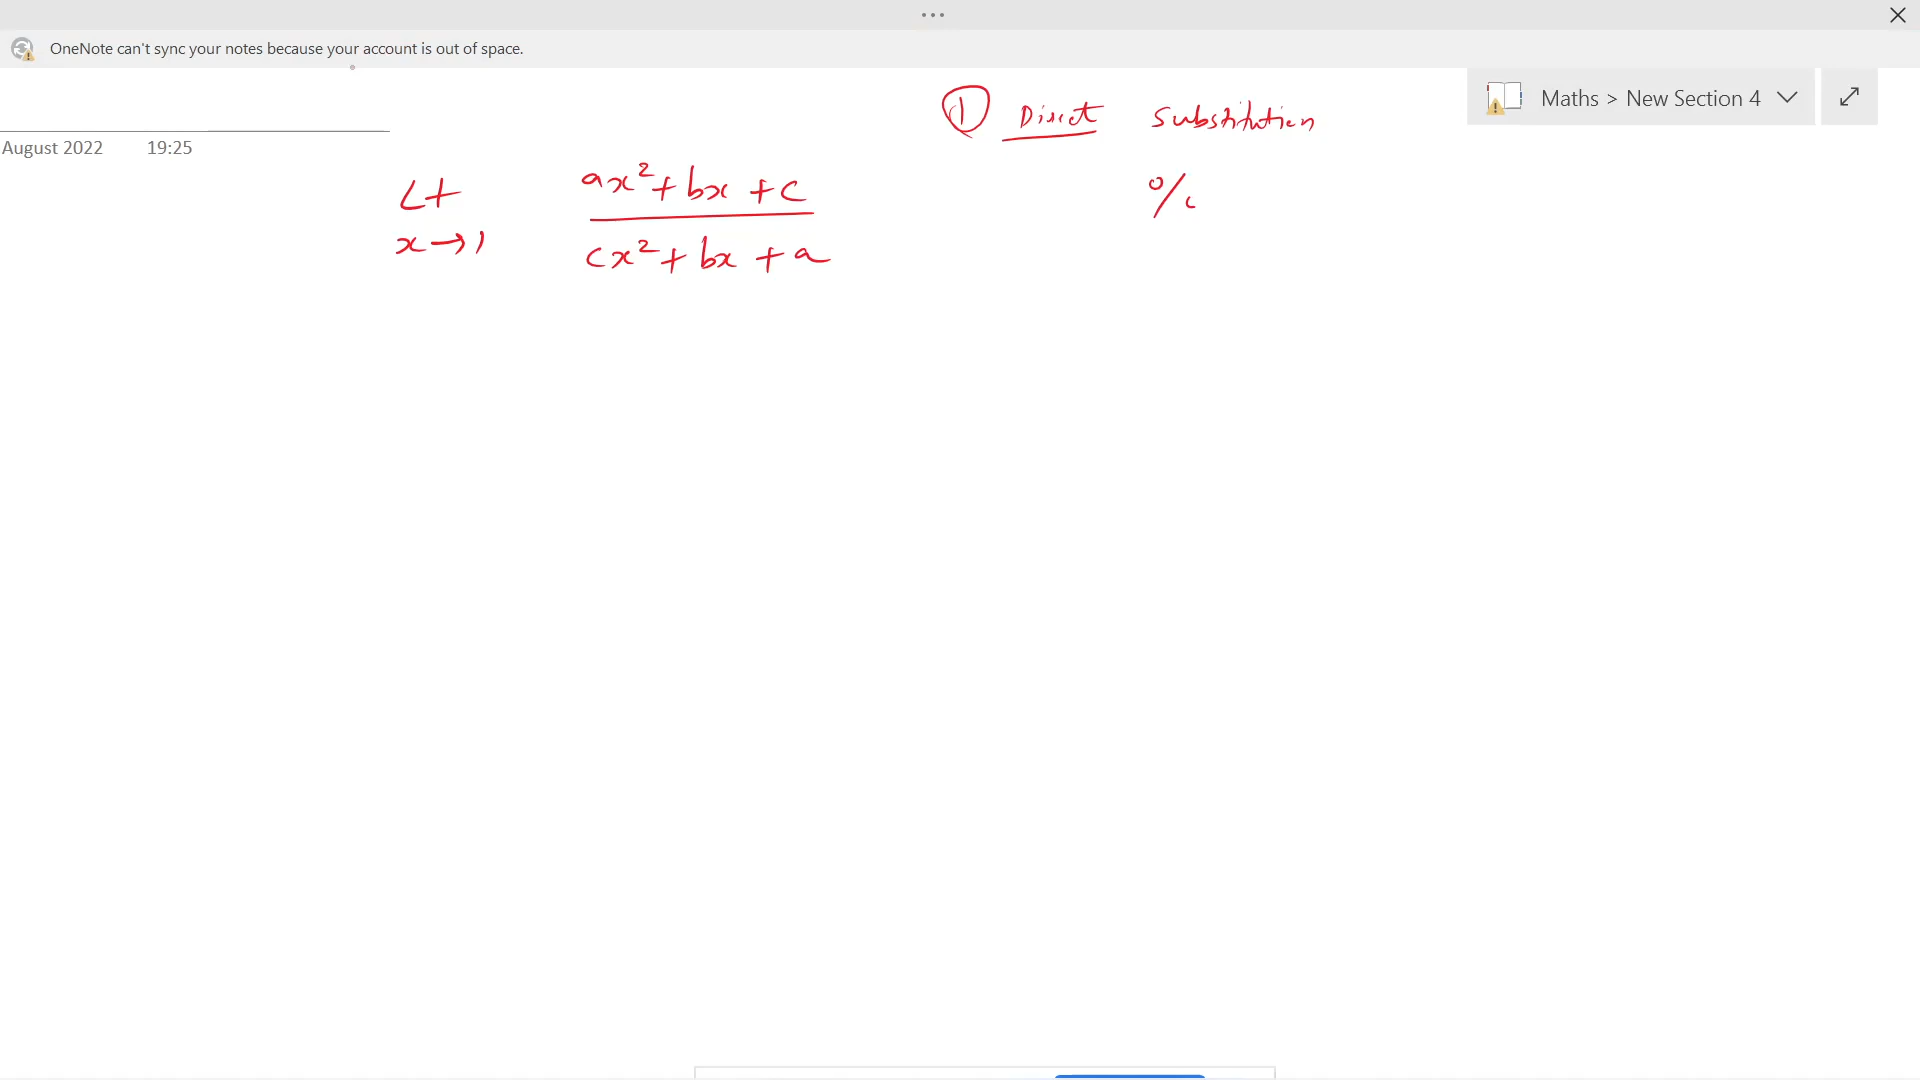 OneNote can't sync your notes because your account is out of space.
Maths > New Section 4
August 2022 19:25
① Direct Substitution
Lt ax²+bx+c
x→1 cx²+bx+a